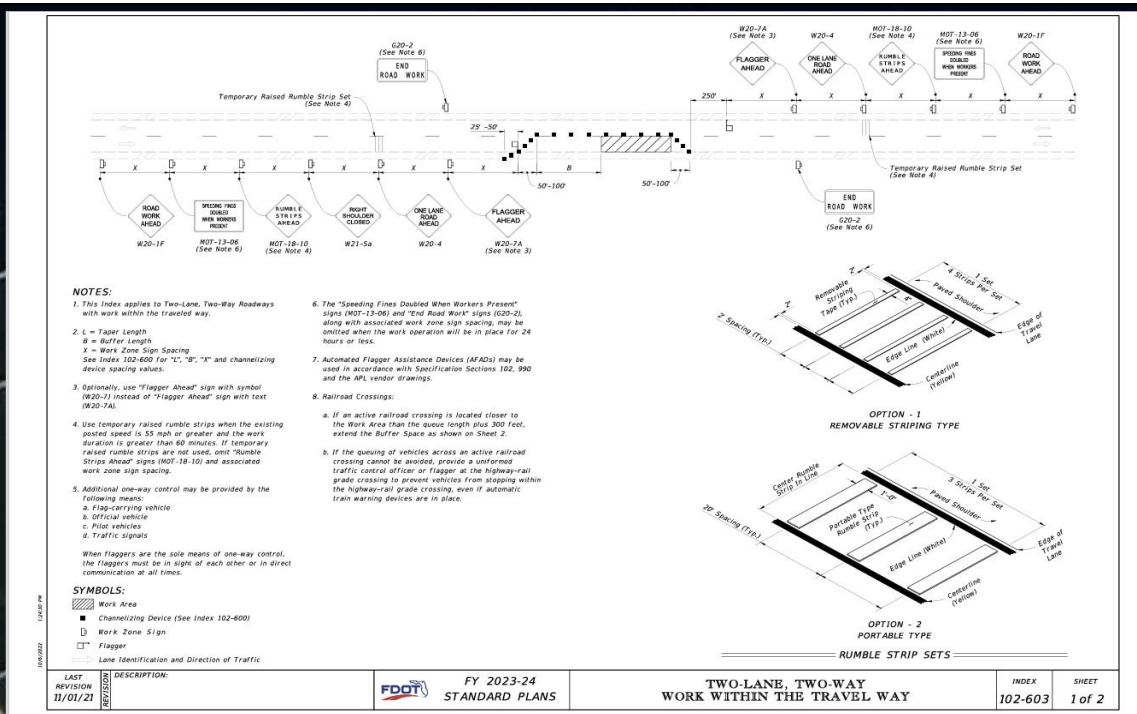 W20-7A
(See Note 3)
W20-4
MOT-18-10
(See Note 4)
MOT-13-06
(See Note 6)
W20-1F
G20-2
(See Note 6)
END
ROAD WORK
FLAGGER
AHEAD
ONE LANE
ROAD
AHEAD
RUMBLE
STRIPS
AHEAD
SPEEDING FINES
DOUBLED
WHEN WORKERS
PRESENT
ROAD
WORK
AHEAD
Temporary Raised Rumble Strip Set
(See Note 4)
250'
X
X
X
X
X
25' -50'
X
X
X
X
X
X
B
50'-100'
50'-100'
Temporary Raised Rumble Strip Set
(See Note 4)
ROAD
WORK
AHEAD
SPEEDING FINES
DOUBLED
WHEN WORKERS
PRESENT
RUMBLE
STRIPS
AHEAD
RIGHT
SHOULDER
CLOSED
ONE LANE
ROAD
AHEAD
FLAGGER
AHEAD
END
ROAD WORK
G20-2
(See Note 6)
W20-1F
MOT-13-06
(See Note 6)
MOT-18-10
(See Note 4)
W21-5a
W20-4
W20-7A
(See Note 3)
NOTES:
1. This Index applies to Two-Lane, Two-Way Roadways
with work within the traveled way.
2. L = Taper Length
B = Buffer Length
X = Work Zone Sign Spacing
See Index 102-600 for "L", "B", "X" and channelizing
device spacing values.
3. Optionally, use "Flagger Ahead" sign with symbol
(W20-7) instead of "Flagger Ahead" sign with text
(W20-7A).
4. Use temporary raised rumble strips when the existing
posted speed is 55 mph or greater and the work
duration is greater than 60 minutes. If temporary
raised rumble strips are not used, omit "Rumble
Strips Ahead" signs (MOT-18-10) and associated
work zone sign spacing.
5. Additional one-way control may be provided by the
following means:
a. Flag-carrying vehicle
b. Official vehicle
c. Pilot vehicles
d. Traffic signals
When flaggers are the sole means of one-way control,
the flaggers must be in sight of each other or in direct
communication at all times.
6. The "Speeding Fines Doubled When Workers Present"
signs (MOT-13-06) and "End Road Work" signs (G20-2),
along with associated work zone sign spacing, may be
omitted when the work operation will be in place for 24
hours or less.
7. Automated Flagger Assistance Devices (AFADs) may be
used in accordance with Specification Sections 102, 990
and the APL vendor drawings.
8. Railroad Crossings:
a. If an active railroad crossing is located closer to
the Work Area than the queue length plus 300 feet,
extend the Buffer Space as shown on Sheet 2.
b. If the queuing of vehicles across an active railroad
crossing cannot be avoided, provide a uniformed
traffic control officer or flagger at the highway-rail
grade crossing to prevent vehicles from stopping within
the highway-rail grade crossing, even if automatic
train warning devices are in place.
SYMBOLS:
Work Area
Channelizing Device (See Index 102-600)
Work Zone Sign
Flagger
Lane Identification and Direction of Traffic
2'
2'
2' Spacing (Typ.)
Removable
Striping
Tape (Typ.)
4"
1 Set
4 Strips Per Set
Paved Shoulder
Edge Line (White)
Edge of
Travel
Lane
Centerline
(Yellow)
OPTION - 1
REMOVABLE STRIPING TYPE
Center Rumble
Strip In Line
20' Spacing (Typ.)
1'-0"
Portable Type
Rumble Strip
(Typ.)
1 Set
3 Strips Per Set
Paved Shoulder
Edge Line (White)
Edge of
Travel
Lane
Centerline
(Yellow)
OPTION - 2
PORTABLE TYPE
RUMBLE STRIP SETS
10/6/2022 1:24:30 PM
LAST
REVISION
11/01/21
REVISION
DESCRIPTION:
FDOT
FY 2023-24
STANDARD PLANS
TWO-LANE, TWO-WAY
WORK WITHIN THE TRAVEL WAY
INDEX
102-603
SHEET
1 of 2